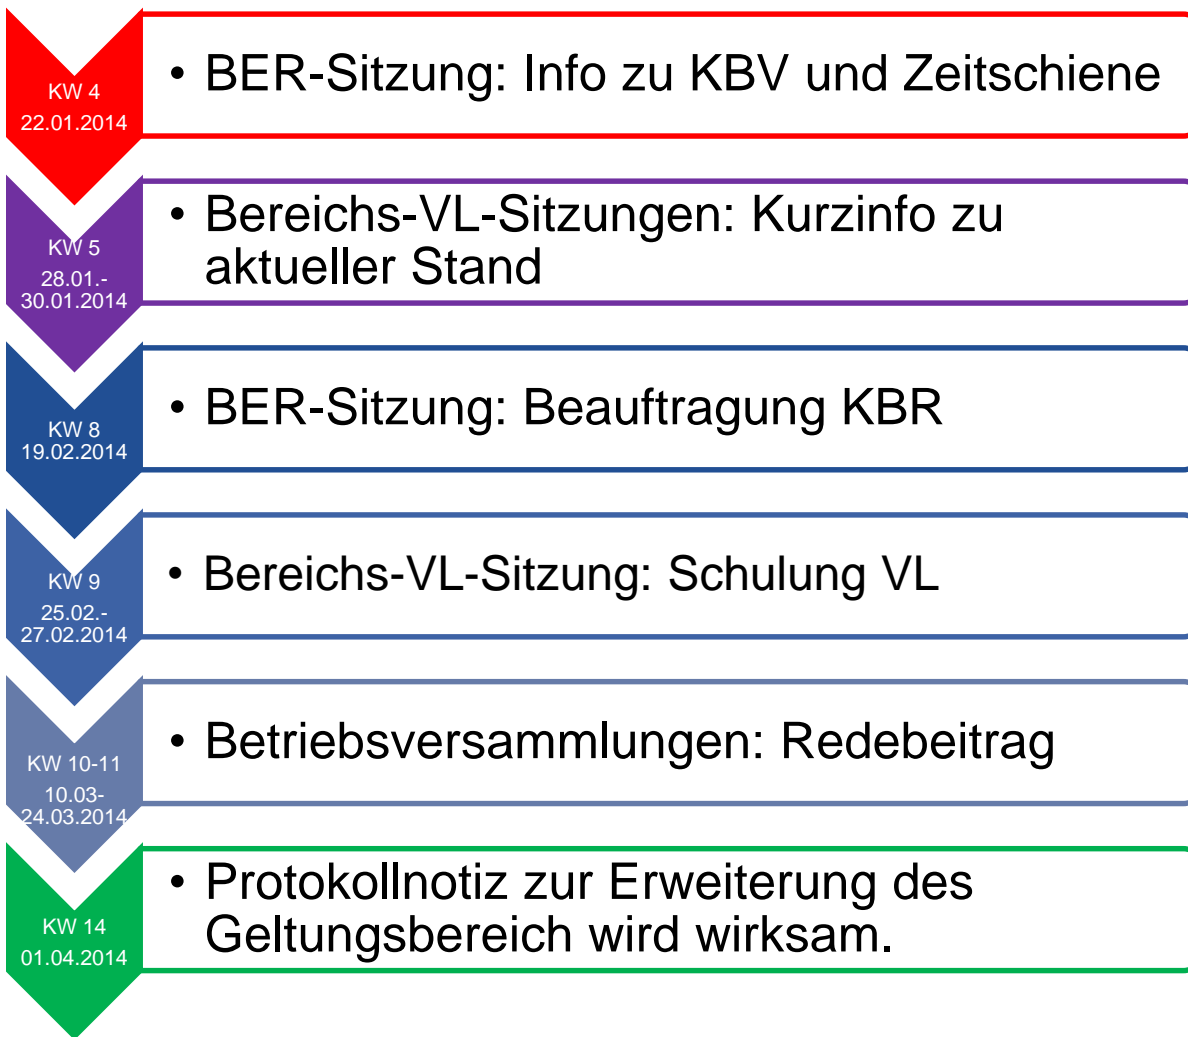 KW 4
22.01.2014
• BER-Sitzung: Info zu KBV und Zeitschiene
KW 5
28.01.-
30.01.2014
• Bereichs-VL-Sitzungen: Kurzinfo zu
aktueller Stand
KW 8
19.02.2014
• BER-Sitzung: Beauftragung KBR
KW 9
25.02.-
27.02.2014
• Bereichs-VL-Sitzung: Schulung VL
KW 10-11
10.03-
24.03.2014
• Betriebsversammlungen: Redebeitrag
KW 14
01.04.2014
• Protokollnotiz zur Erweiterung des
Geltungsbereich wird wirksam.